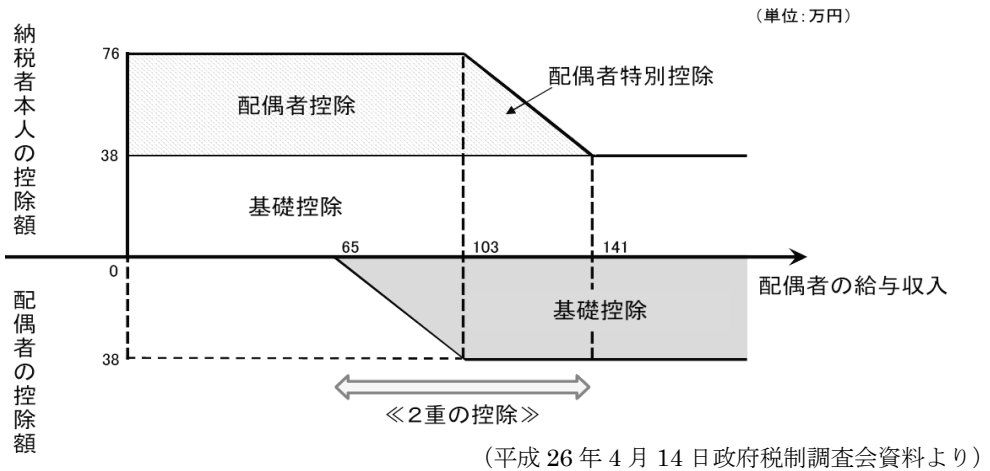 （単位：万円）
納税者本人の控除額
76
配偶者特別控除
配偶者控除
38
基礎控除
65
103
141
0
配偶者の給与収入
配偶者の控除額
基礎控除
38
≪２重の控除≫
（平成 26 年 4 月 14 日政府税制調査会資料より）